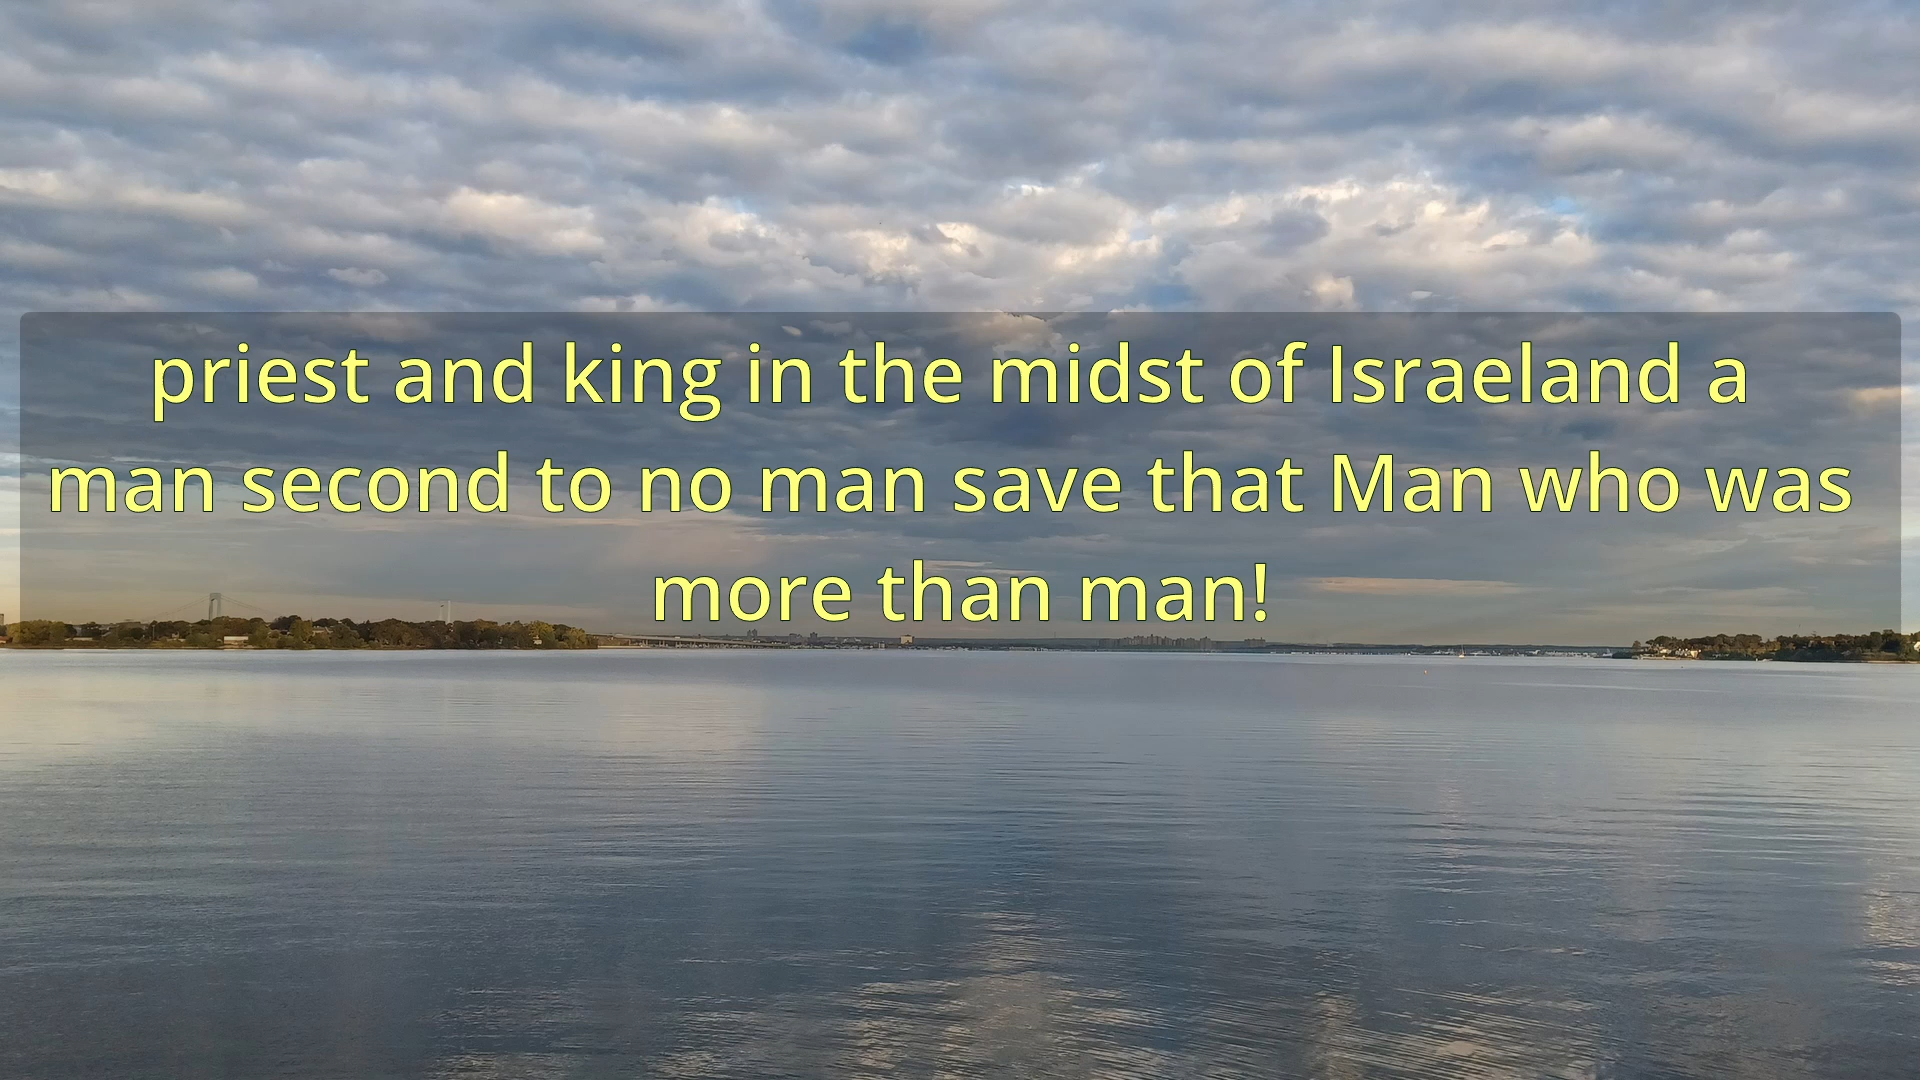 priest and king in the midst of Israeland a
man second to no man save that Man who was
more than man!